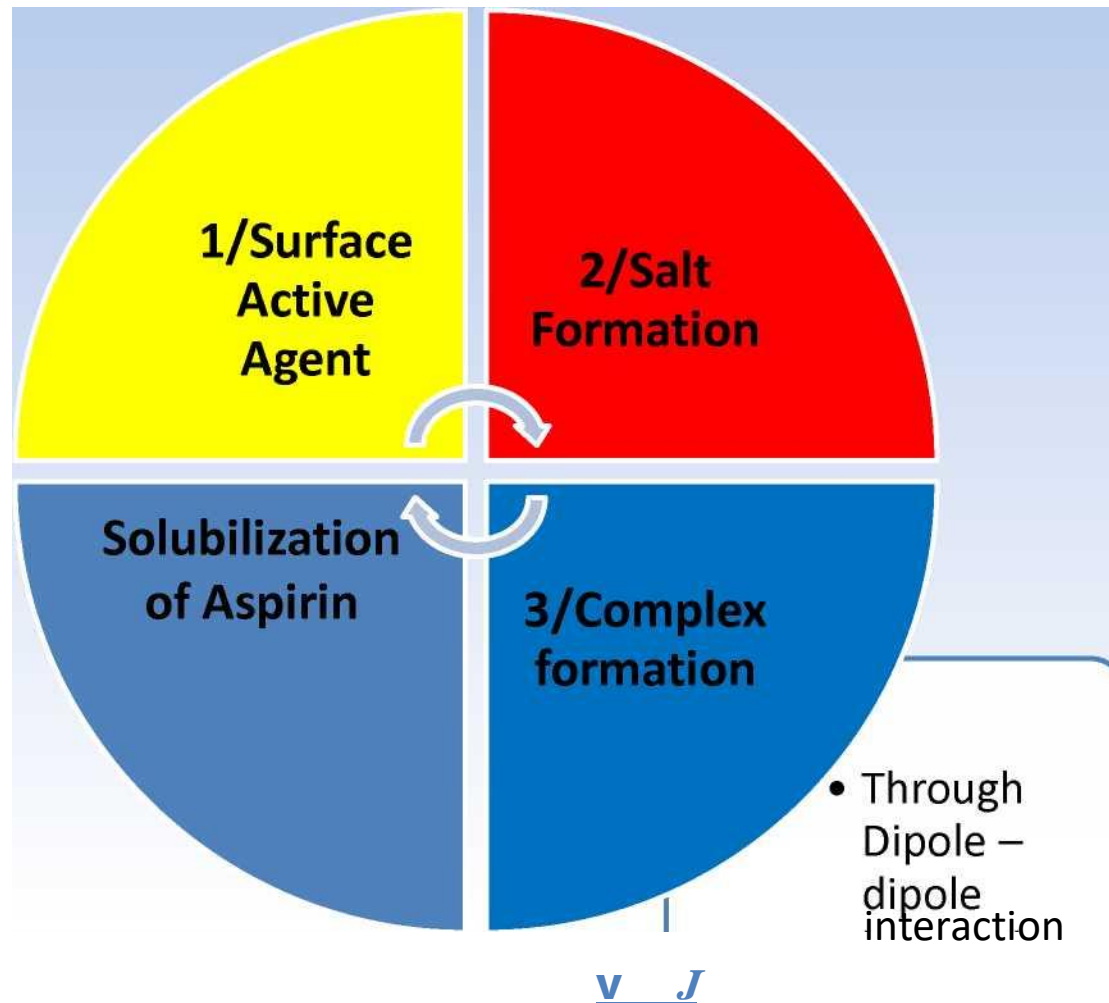 1/Surface
Active
Agent
2/Salt
Formation
Solubilization
of Aspirin
3/Complex
formation
• Through
Dipole –
dipole
interaction
v J